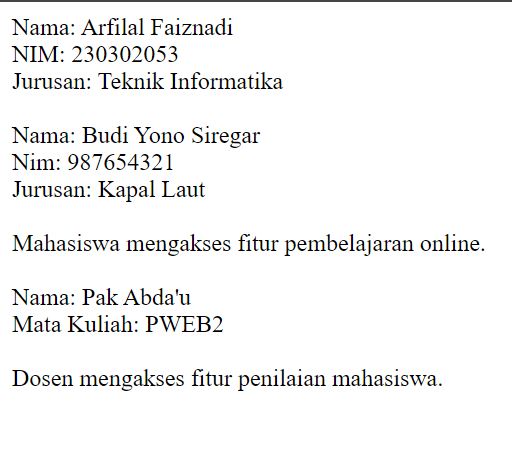 Nama: Arfilal Faiznadi
NIM: 230302053
Jurusan: Teknik Informatika
Nama: Budi Yono Siregar
Nim: 987654321
Jurusan: Kapal Laut
Mahasiswa mengakses fitur pembelajaran online.
Nama: Pak Abda'u
Mata Kuliah: PWEB2
Dosen mengakses fitur penilaian mahasiswa.